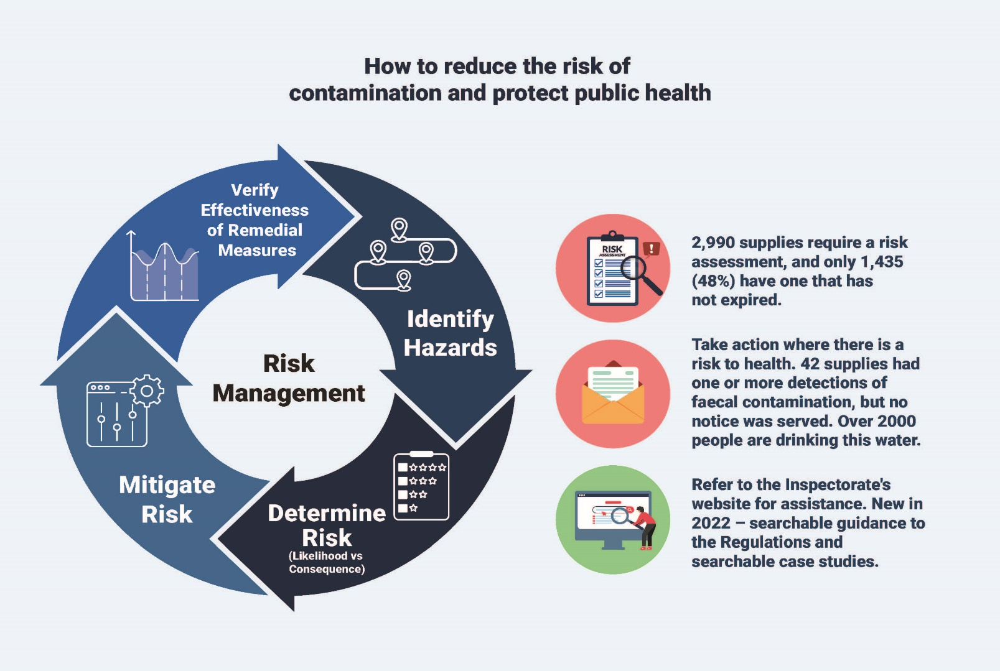 How to reduce the risk of
contamination and protect public health
Verify
Effectiveness
of Remedial
Measures
Identify
Hazards
Risk
Management
Mitigate
Risk
Determine
Risk
(Likelihood vs
Consequence)
RISK
ASSESSMENT
!
2,990 supplies require a risk
assessment, and only 1,435
(48%) have one that has
not expired.
Take action where there is a
risk to health. 42 supplies had
one or more detections of
faecal contamination, but no
notice was served. Over 2000
people are drinking this water.
Refer to the Inspectorate's
website for assistance. New in
2022 – searchable guidance to
the Regulations and
searchable case studies.